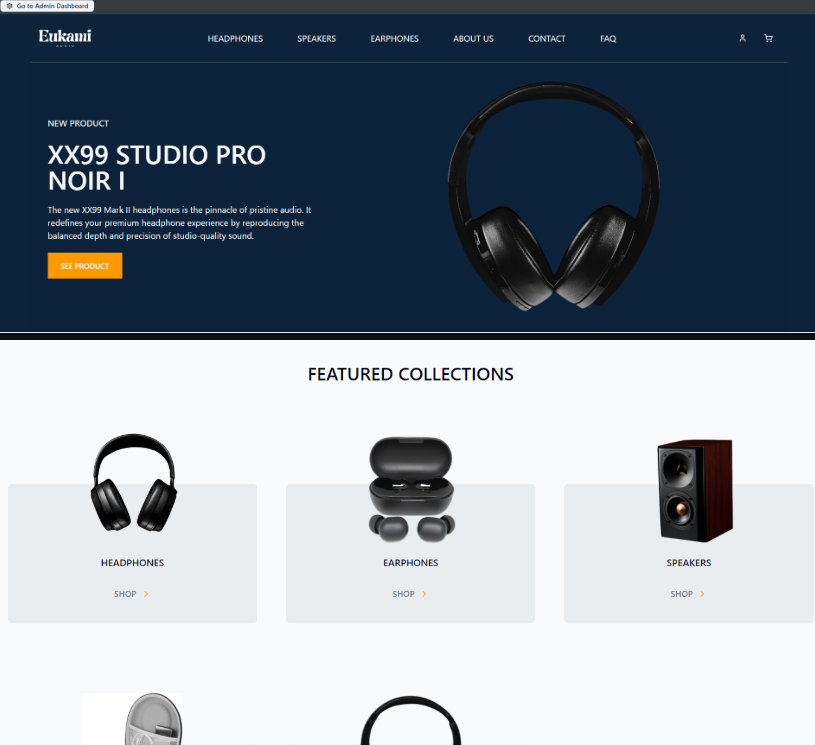 Go to Admin Dashboard
Eukami
AUDIO
HEADPHONES SPEAKERS EARPHONES ABOUT US CONTACT FAQ
NEW PRODUCT
XX99 STUDIO PRO
NOIR I
The new XX99 Mark II headphones is the pinnacle of pristine audio. It
redefines your premium headphone experience by reproducing the
balanced depth and precision of studio-quality sound.
SEE PRODUCT
FEATURED COLLECTIONS
HEADPHONES
SHOP
EARPHONES
SHOP
SPEAKERS
SHOP